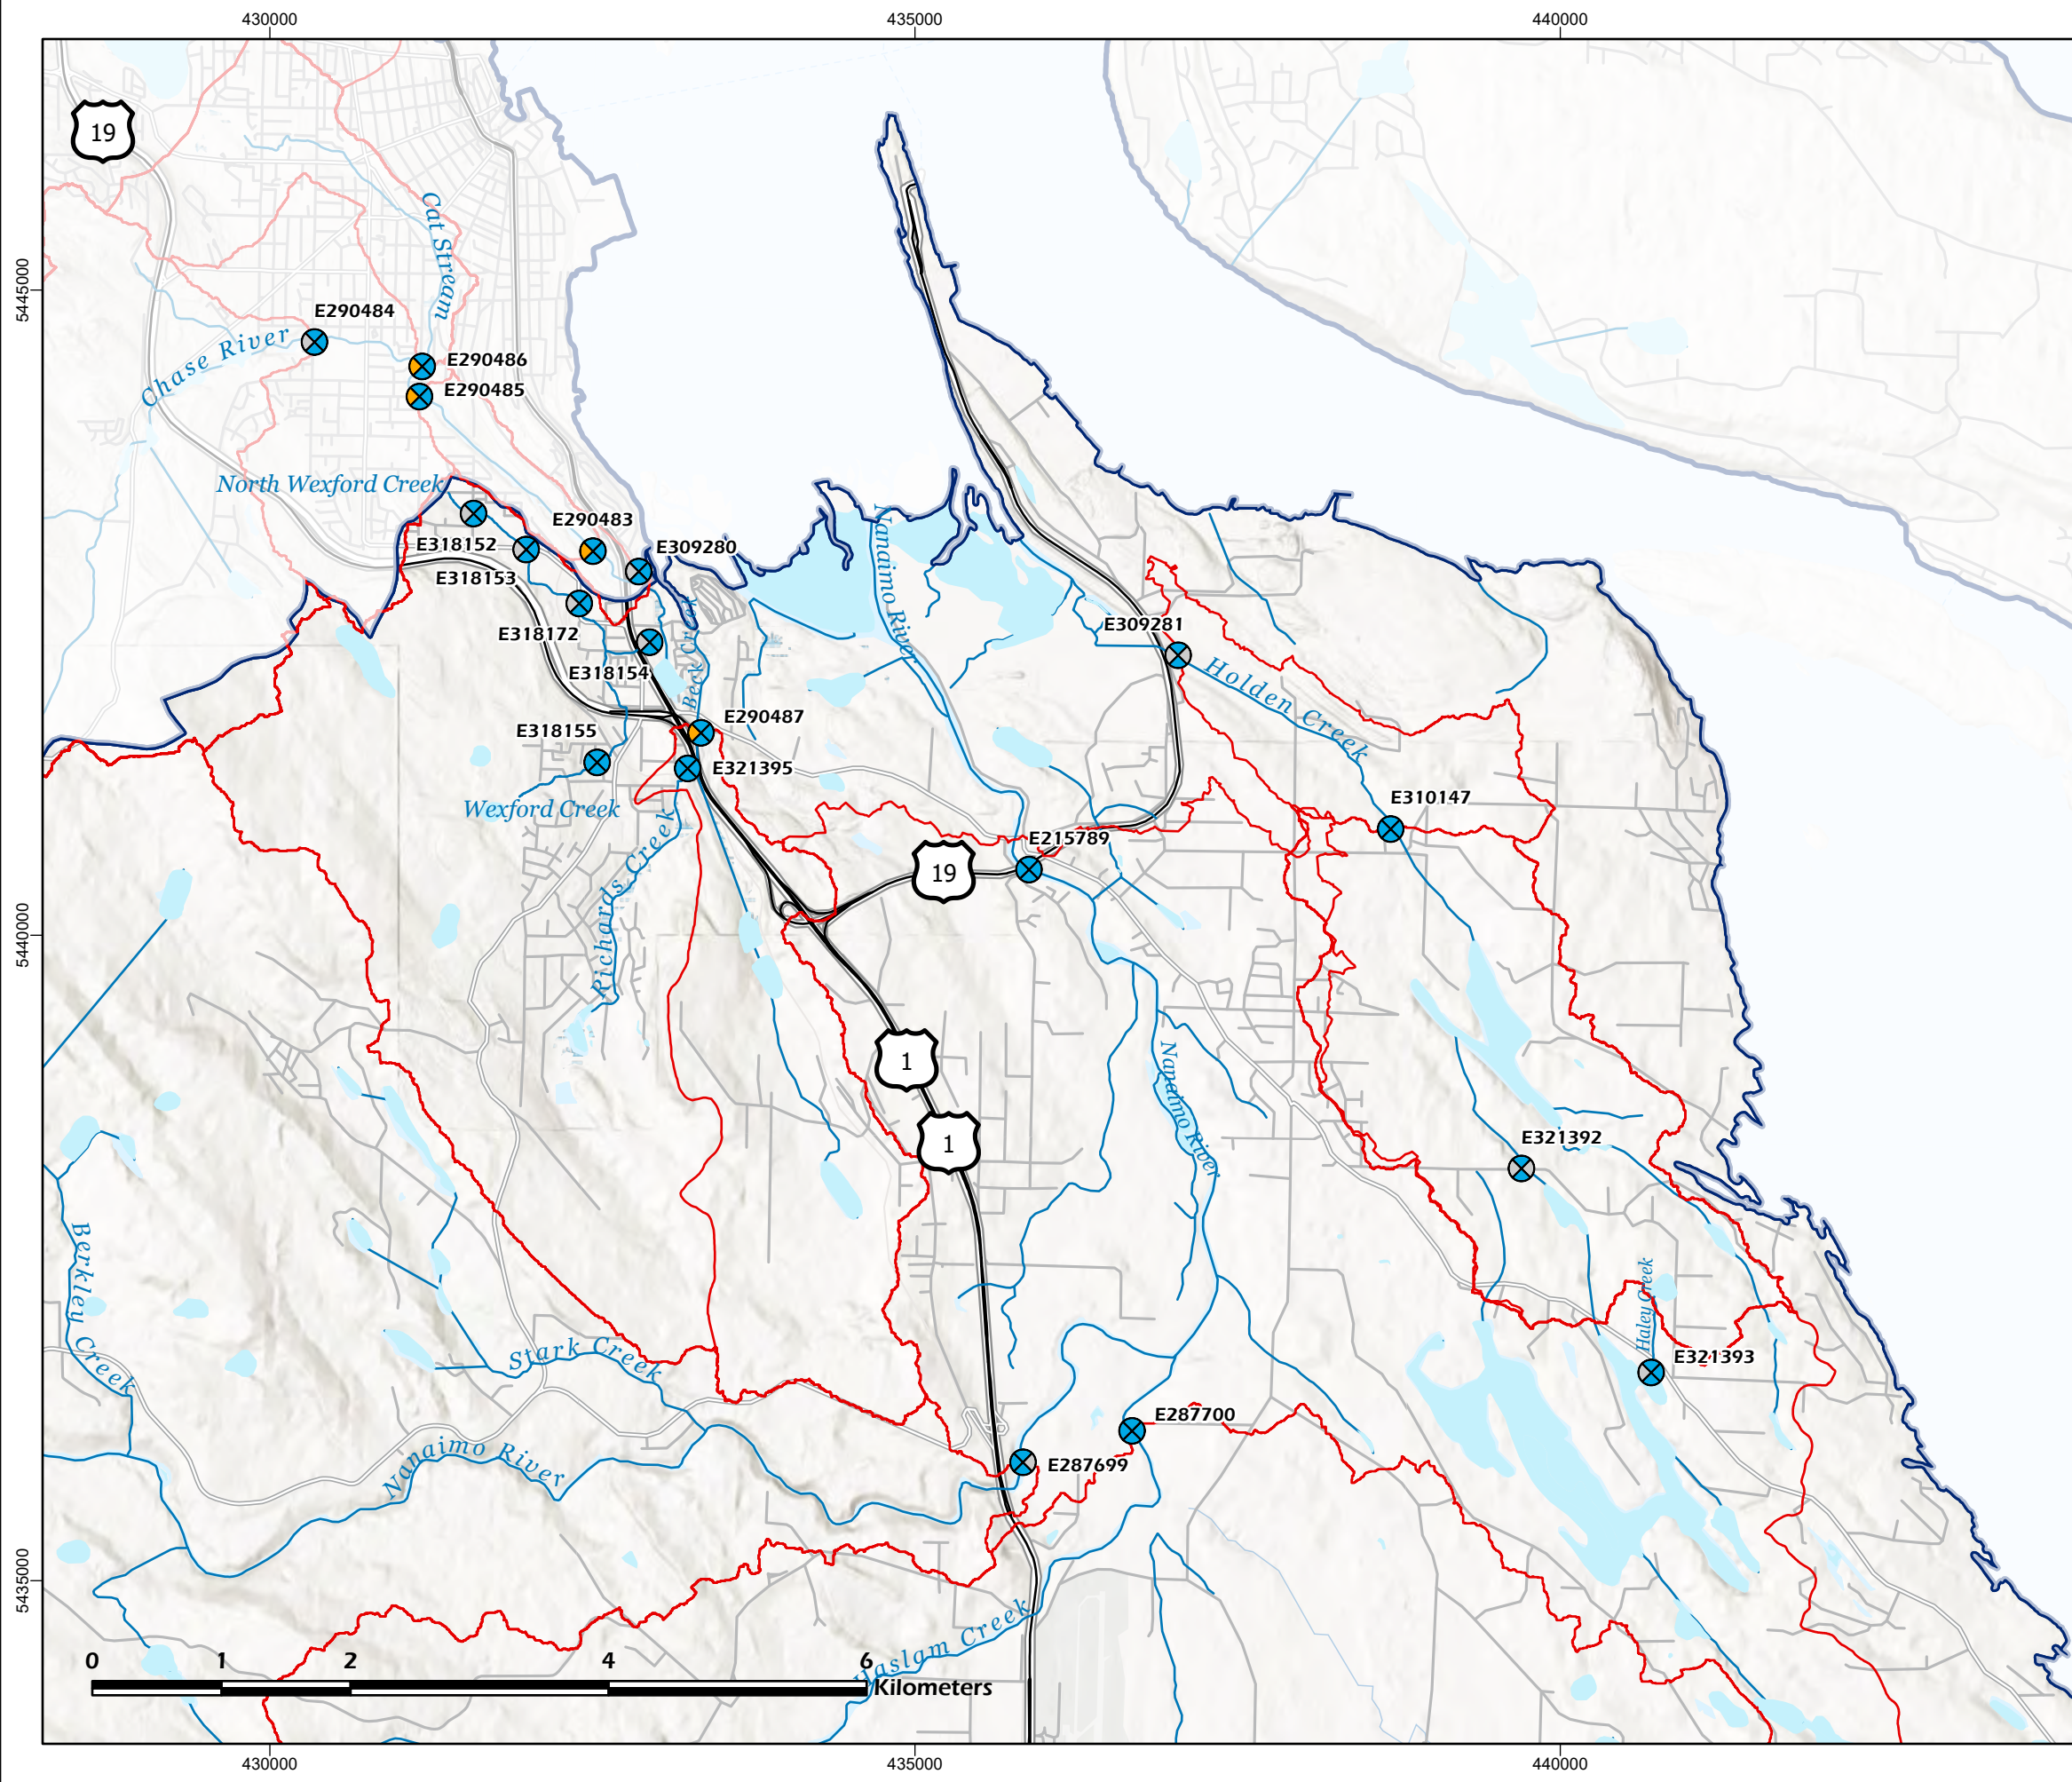 430000
435000
440000
19
Cat Stream
5445000
E290484
Chase River
E290486
E290485
North Wexford Creek
Nanaimo River
E290483
E318152
E309280
E318153
Beck Creek
E309281
E318172
Holden Creek
E318154
E290487
E318155
E321395
E310147
Wexford Creek
Richards Creek
E215789
19
5440000
1
Nanaimo River
1
E321392
Berkley Creek
Haley Creek
Stark Creek
E321393
E287700
Nanaimo River
E287699
5435000
Haslam Creek
0 1 2 4 6
Kilometers
430000
435000
440000